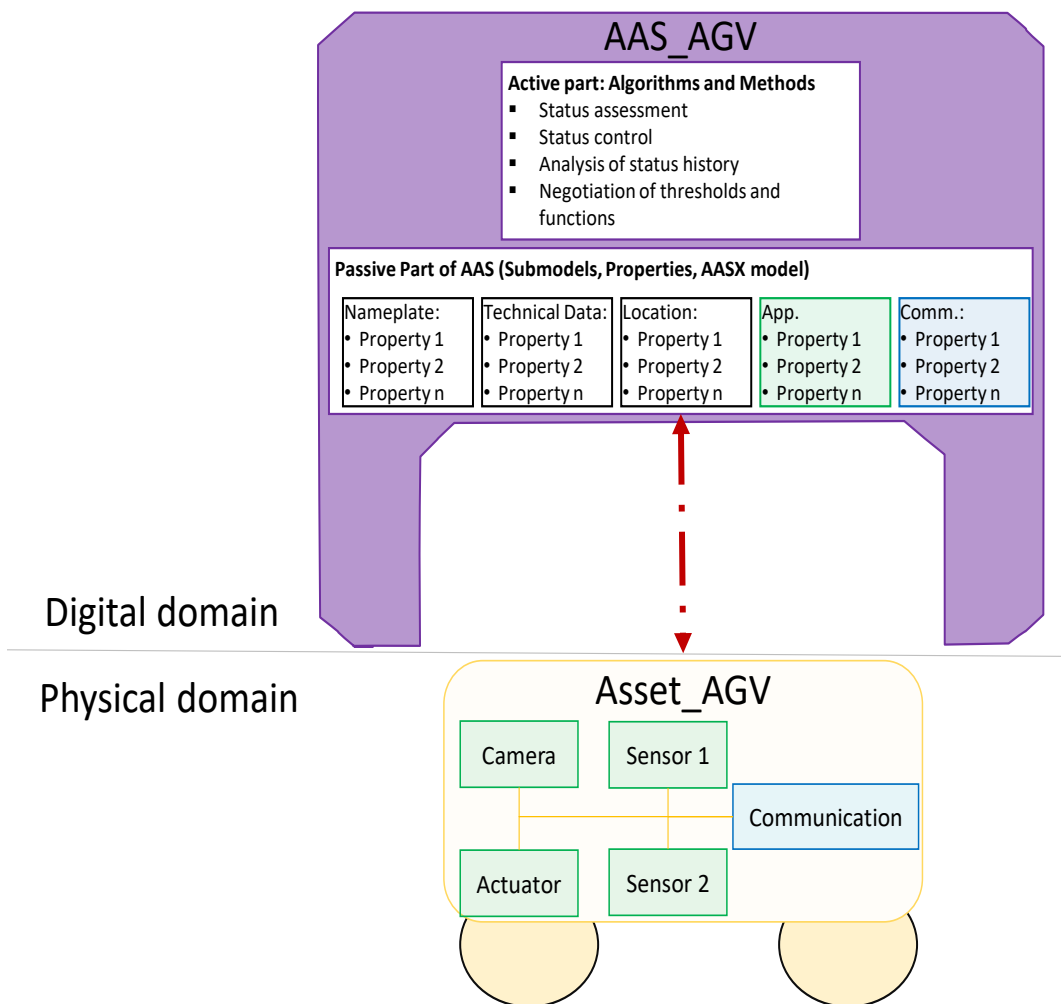 AAS_AGV
Active part: Algorithms and Methods
▪ Status assessment
▪ Status control
▪ Analysis of status history
▪ Negotiation of thresholds and
functions
Passive Part of AAS (Submodels, Properties, AASX model)
Nameplate:
• Property 1
• Property 2
• Property n
Technical Data:
• Property 1
• Property 2
• Property n
Location:
• Property 1
• Property 2
• Property n
App.
• Property 1
• Property 2
• Property n
Comm.:
• Property 1
• Property 2
• Property n
Digital domain
Physical domain
Asset_AGV
Camera
Sensor 1
Communication
Actuator
Sensor 2